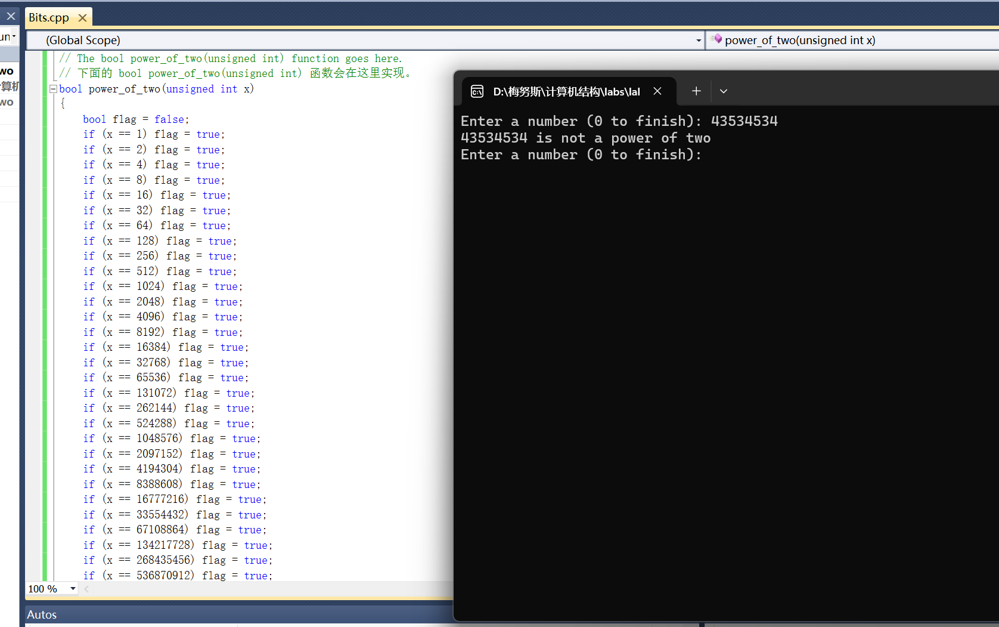 Bits.cpp
un
(Global Scope)
power_of_two(unsigned int x)
wo
计算机
wo
// The bool power_of_two(unsigned int) function goes here.
// 下面的 bool power_of_two(unsigned int) 函数会在这里实现。
bool power_of_two(unsigned int x)
{
bool flag = false;
if (x == 1) flag = true;
if (x == 2) flag = true;
if (x == 4) flag = true;
if (x == 8) flag = true;
if (x == 16) flag = true;
if (x == 32) flag = true;
if (x == 64) flag = true;
if (x == 128) flag = true;
if (x == 256) flag = true;
if (x == 512) flag = true;
if (x == 1024) flag = true;
if (x == 2048) flag = true;
if (x == 4096) flag = true;
if (x == 8192) flag = true;
if (x == 16384) flag = true;
if (x == 32768) flag = true;
if (x == 65536) flag = true;
if (x == 131072) flag = true;
if (x == 262144) flag = true;
if (x == 524288) flag = true;
if (x == 1048576) flag = true;
if (x == 2097152) flag = true;
if (x == 4194304) flag = true;
if (x == 8388608) flag = true;
if (x == 16777216) flag = true;
if (x == 33554432) flag = true;
if (x == 67108864) flag = true;
if (x == 134217728) flag = true;
if (x == 268435456) flag = true;
if (x == 536870912) flag = true;
100 %
Autos
D:\梅努斯\计算机结构\labs\lal
Enter a number (0 to finish): 43534534
43534534 is not a power of two
Enter a number (0 to finish):